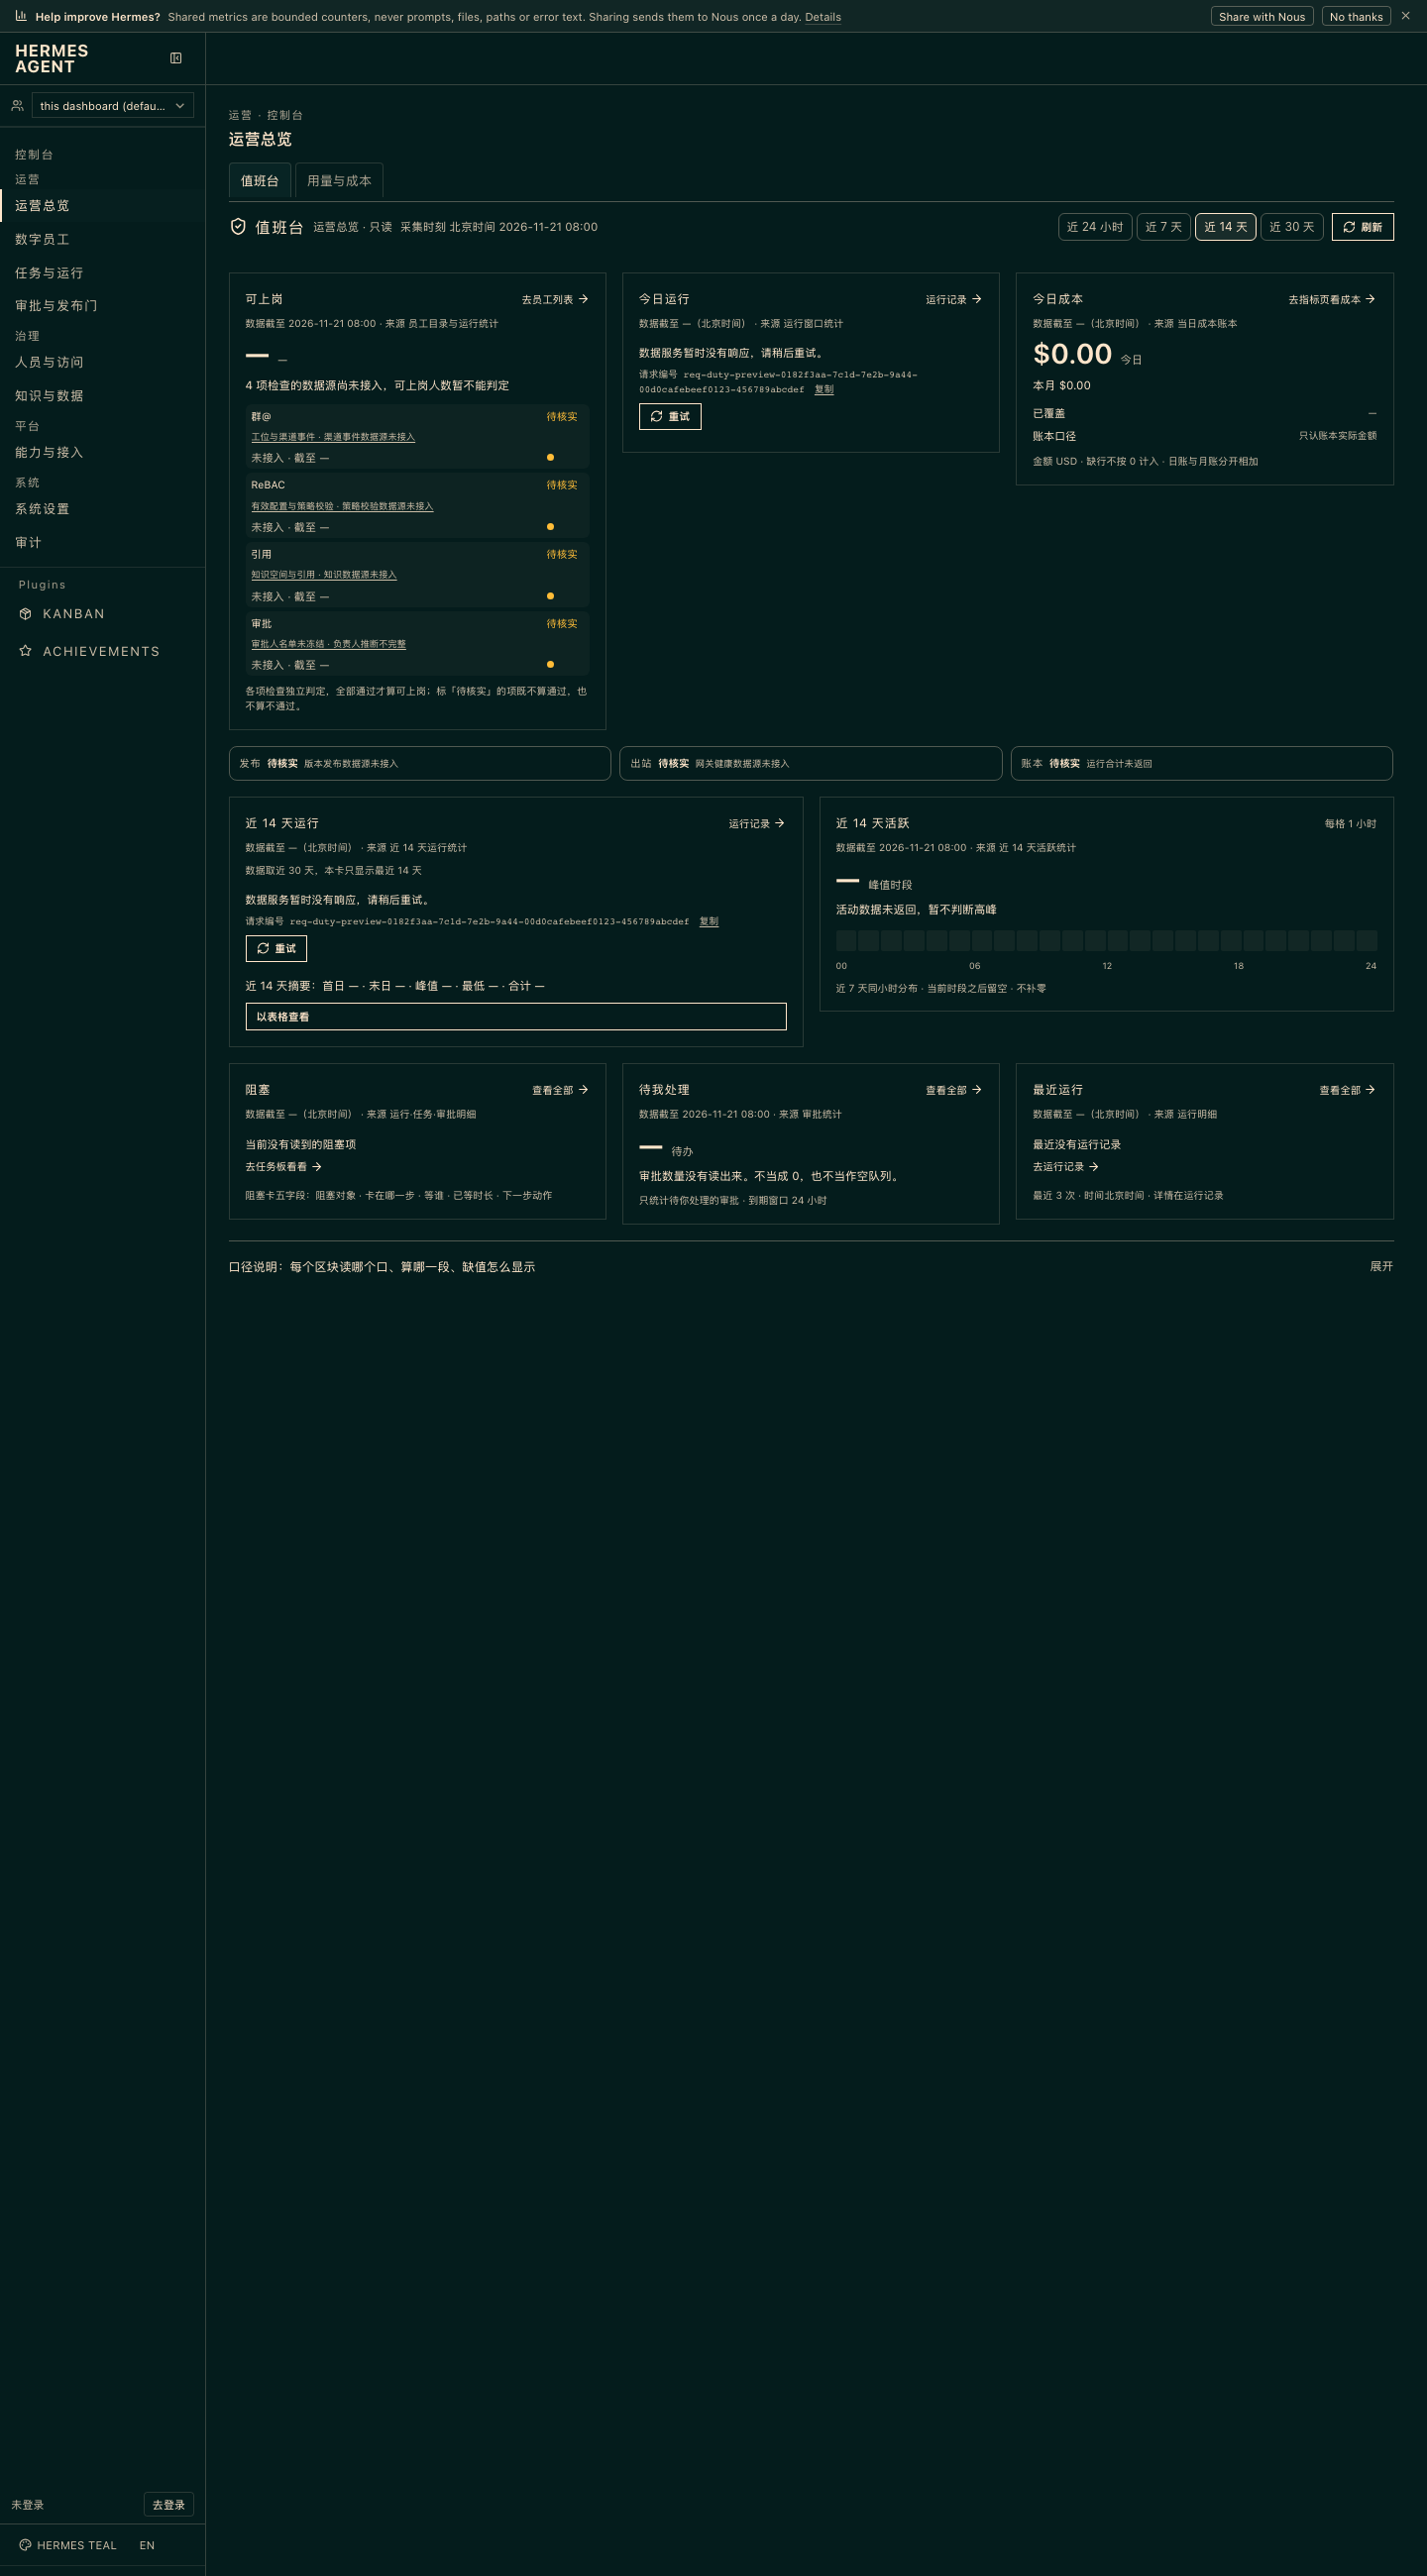 Help improve Hermes? Shared metrics are bounded counters, never prompts, files, paths or error text. Sharing sends them to Nous once a day. Details
Share with Nous
No thanks
HERMES
AGENT
this dashboard (defau...
控制台
运营
运营总览
数字员工
任务与运行
审批与发布门
治理
人员与访问
知识与数据
平台
能力与接入
系统
系统设置
审计
Plugins
KANBAN
ACHIEVEMENTS
未登录
去登录
HERMES TEAL
EN
运营 · 控制台
运营总览
值班台
用量与成本
值班台 运营总览 · 只读 采集时刻 北京时间 2026-11-21 08:00
近 24 小时
近 7 天
近 14 天
近 30 天
刷新
可上岗
去员工列表 →
数据截至 2026-11-21 08:00 · 来源 员工目录与运行统计
— —
4 项检查的数据源尚未接入，可上岗人数暂不能判定
群@
待核实
工位与渠道事件 · 渠道事件数据源未接入
未接入 · 截至 —
ReBAC
待核实
有效配置与策略校验 · 策略校验数据源未接入
未接入 · 截至 —
引用
待核实
知识空间与引用 · 知识数据源未接入
未接入 · 截至 —
审批
待核实
审批人名单未冻结 · 负责人推断不完整
未接入 · 截至 —
各项检查独立判定，全部通过才算可上岗；标「待核实」的项既不算通过，也
不算不通过。
今日运行
运行记录 →
数据截至 —（北京时间） · 来源 运行窗口统计
数据服务暂时没有响应，请稍后重试。
请求编号 req-duty-preview-0182f3aa-7c1d-7e2b-9a44-
00d0cafebeef0123-456789abcdef 复制
重试
今日成本
去指标页看成本 →
数据截至 —（北京时间） · 来源 当日成本账本
$0.00 今日
本月 $0.00
已覆盖
—
账本口径
只认账本实际金额
金额 USD · 缺行不按 0 计入 · 日账与月账分开相加
发布 待核实 版本发布数据源未接入
出站 待核实 网关健康数据源未接入
账本 待核实 运行合计未返回
近 14 天运行
运行记录 →
数据截至 —（北京时间） · 来源 近 14 天运行统计
数据取近 30 天，本卡只显示最近 14 天
数据服务暂时没有响应，请稍后重试。
请求编号 req-duty-preview-0182f3aa-7c1d-7e2b-9a44-00d0cafebeef0123-456789abcdef 复制
重试
近 14 天摘要：首日 — · 末日 — · 峰值 — · 最低 — · 合计 —
以表格查看
近 14 天活跃
每格 1 小时
数据截至 2026-11-21 08:00 · 来源 近 14 天活跃统计
— 峰值时段
活动数据未返回，暂不判断高峰
00 06 12 18 24
近 7 天同小时分布 · 当前时段之后留空 · 不补零
阻塞
查看全部 →
数据截至 —（北京时间） · 来源 运行·任务·审批明细
当前没有读到的阻塞项
去任务板看看 →
阻塞卡五字段：阻塞对象 · 卡在哪一步 · 等谁 · 已等时长 · 下一步动作
待我处理
查看全部 →
数据截至 2026-11-21 08:00 · 来源 审批统计
— 待办
审批数量没有读出来。不当成 0，也不当作空队列。
只统计待你处理的审批 · 到期窗口 24 小时
最近运行
查看全部 →
数据截至 —（北京时间） · 来源 运行明细
最近没有运行记录
去运行记录 →
最近 3 次 · 时间北京时间 · 详情在运行记录
口径说明：每个区块读哪个口、算哪一段、缺值怎么显示
展开